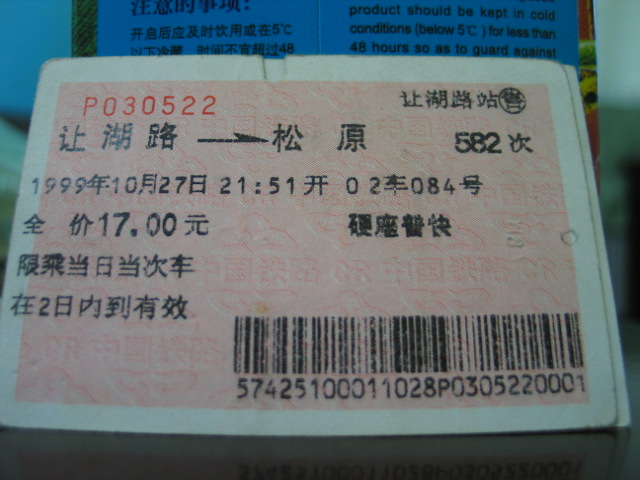 注意的事项:
开启后应及时饮用或在5℃
以下冷藏，时间不宜超过48
product should be kept in cold
conditions (below 5℃) for less than
48 hours so as to guard against
P030522
让湖路站售
让湖路 → 松原
582次
1999年10月27日 21:51开 02车084号
全 价17.00元
硬座普快
限乘当日当次车
在2日内到有效
57425100011028P0305220001